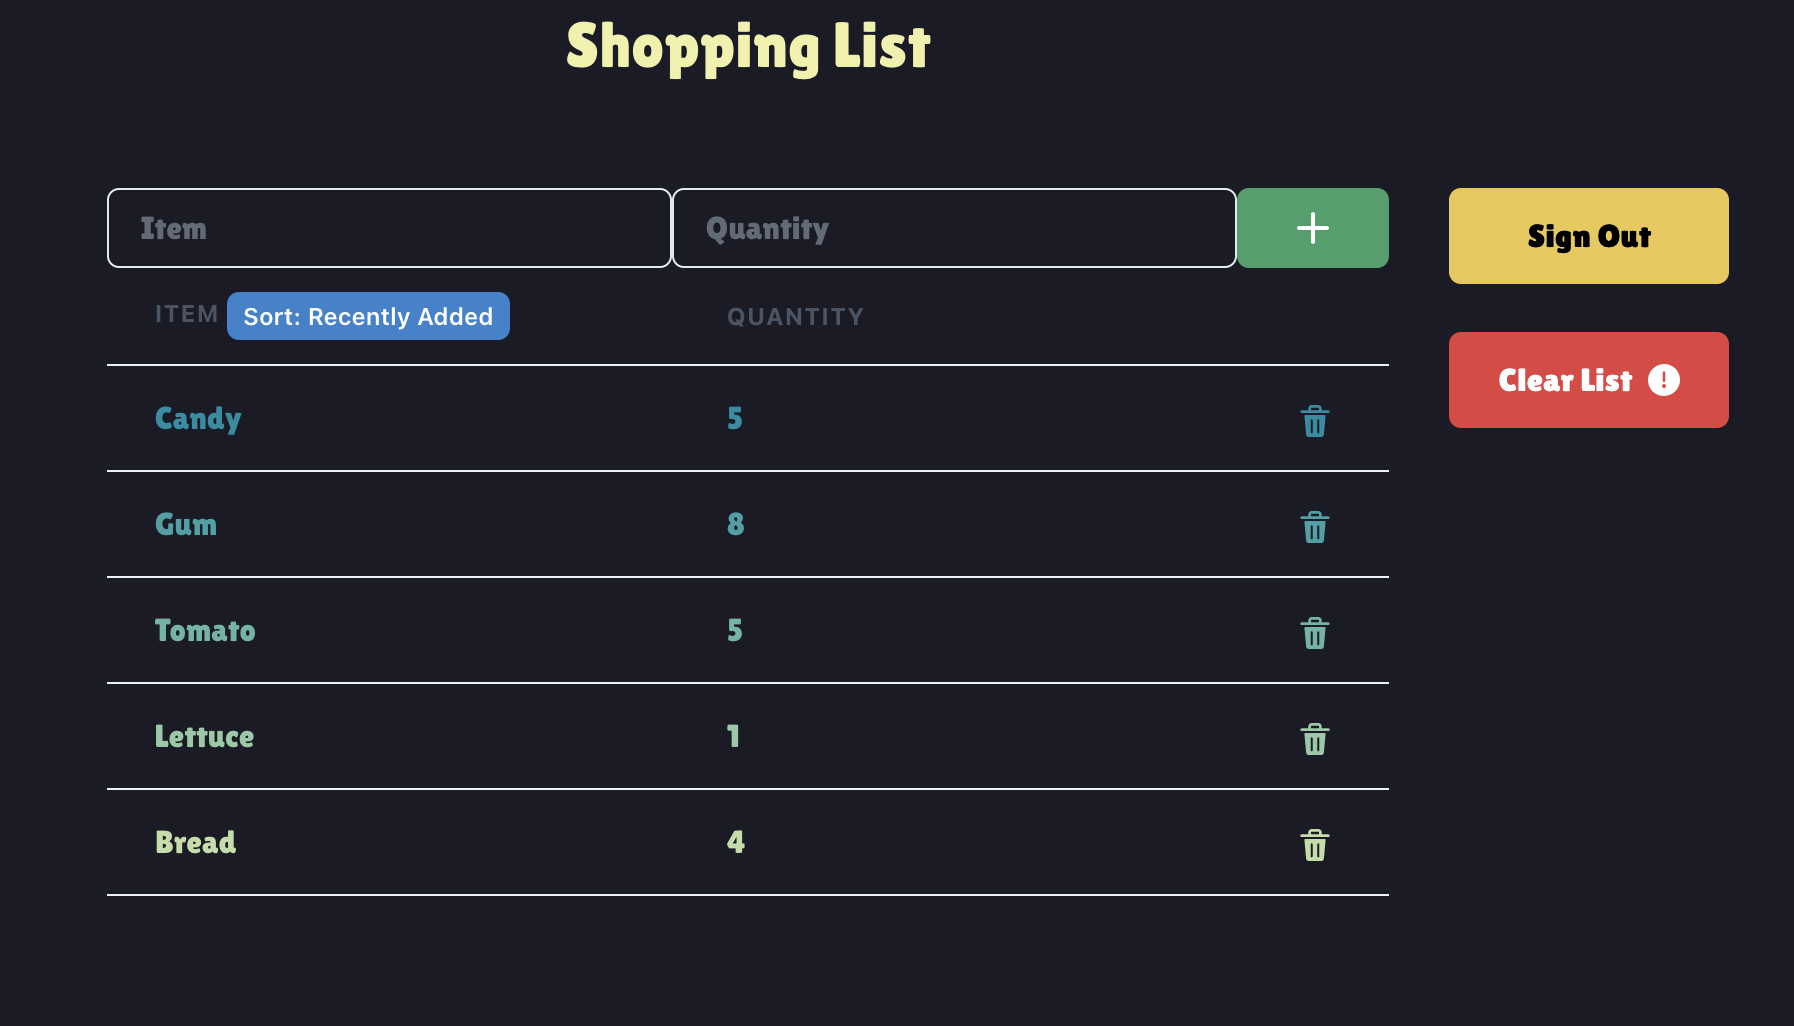 Shopping List
Item Quantity Sign Out
ITEM Sort: Recently Added QUANTITY
Clear List
Candy 5
Gum 8
Tomato 5
Lettuce 1
Bread 4